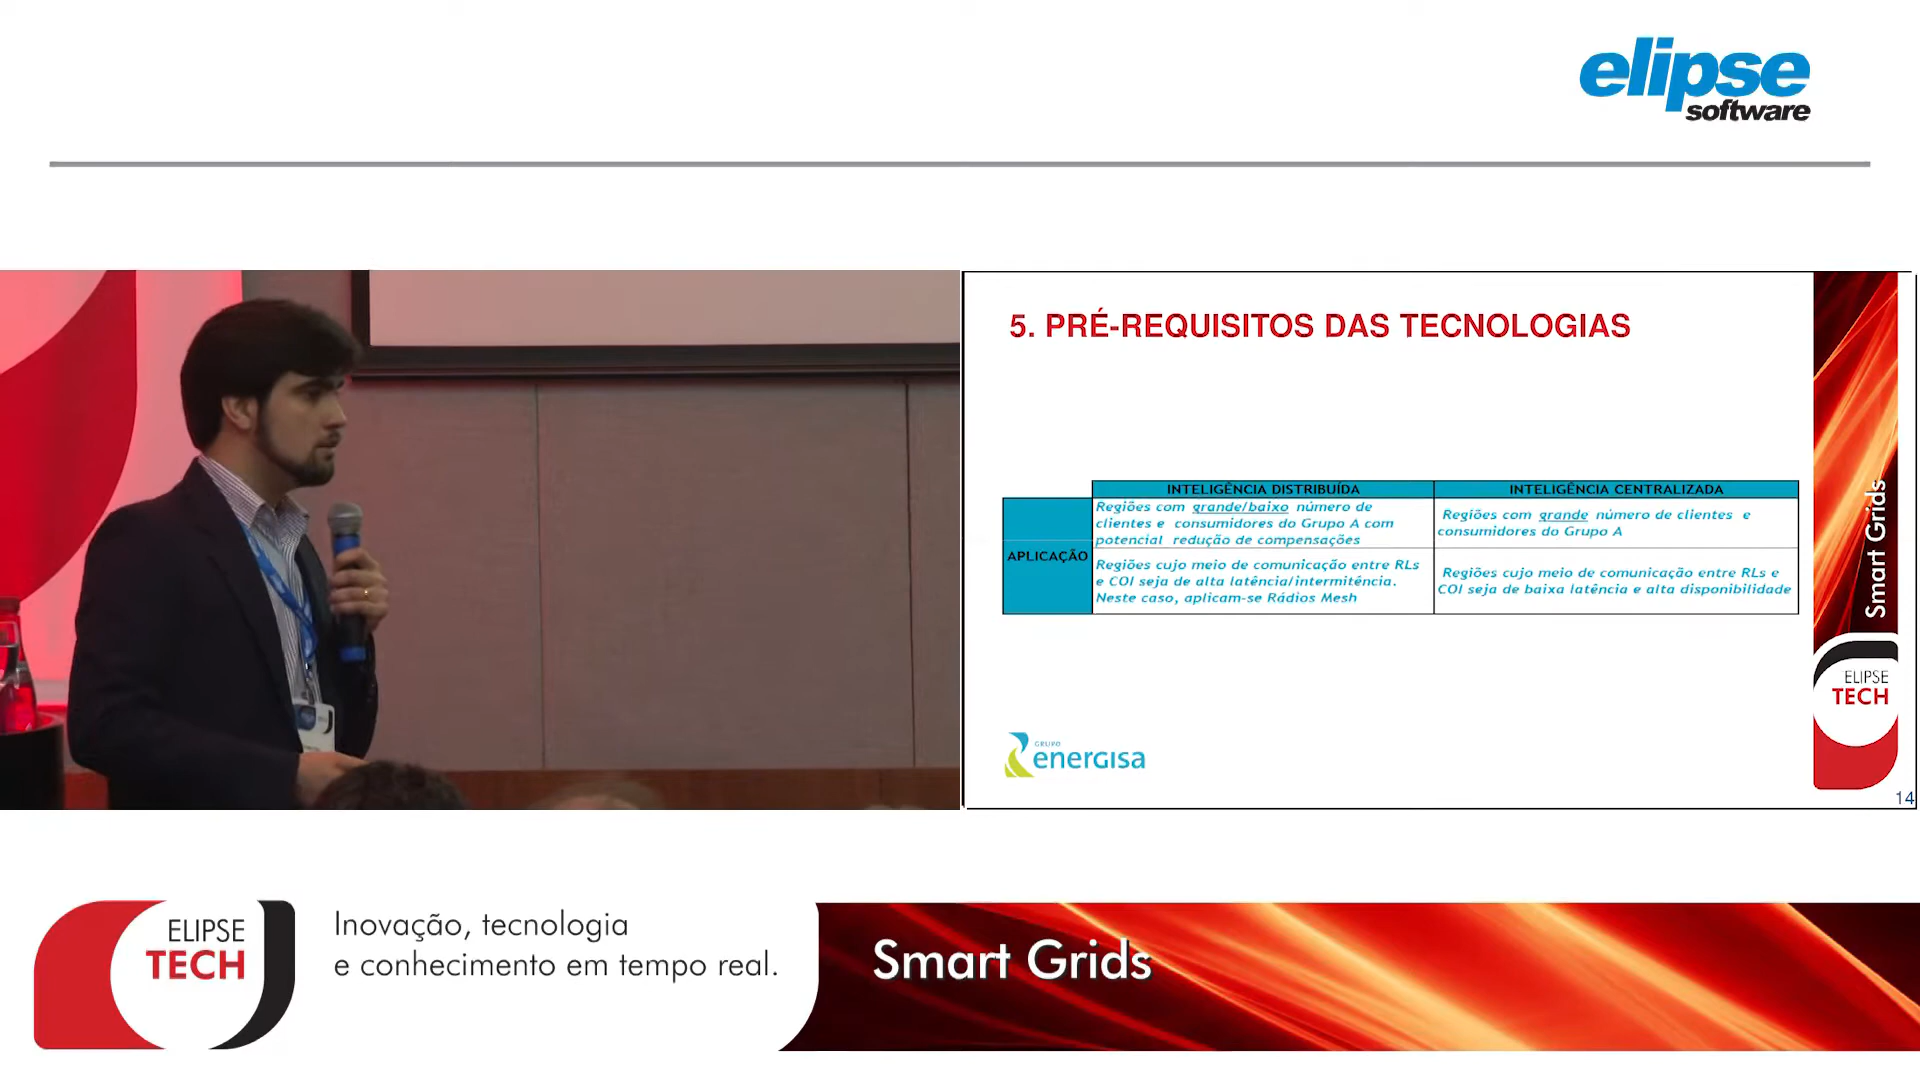 elipse
software
5. PRÉ-REQUISITOS DAS TECNOLOGIAS
INTELIGÊNCIA DISTRIBUÍDA
INTELIGÊNCIA CENTRALIZADA
APLICAÇÃO
Regiões com grande/baixo número de
clientes e consumidores do Grupo A com
potencial redução de compensações
Regiões com grande número de clientes e
consumidores do Grupo A
Regiões cujo meio de comunicação entre RLs
e COI seja de alta latência/intermitência.
Neste caso, aplicam-se Rádios Mesh
Regiões cujo meio de comunicação entre RLs e
COI seja de baixa latência e alta disponibilidade
Smart Grids
ELIPSE
TECH
GRUPO
energisa
14
ELIPSE
TECH
Inovação, tecnologia
e conhecimento em tempo real.
Smart Grids